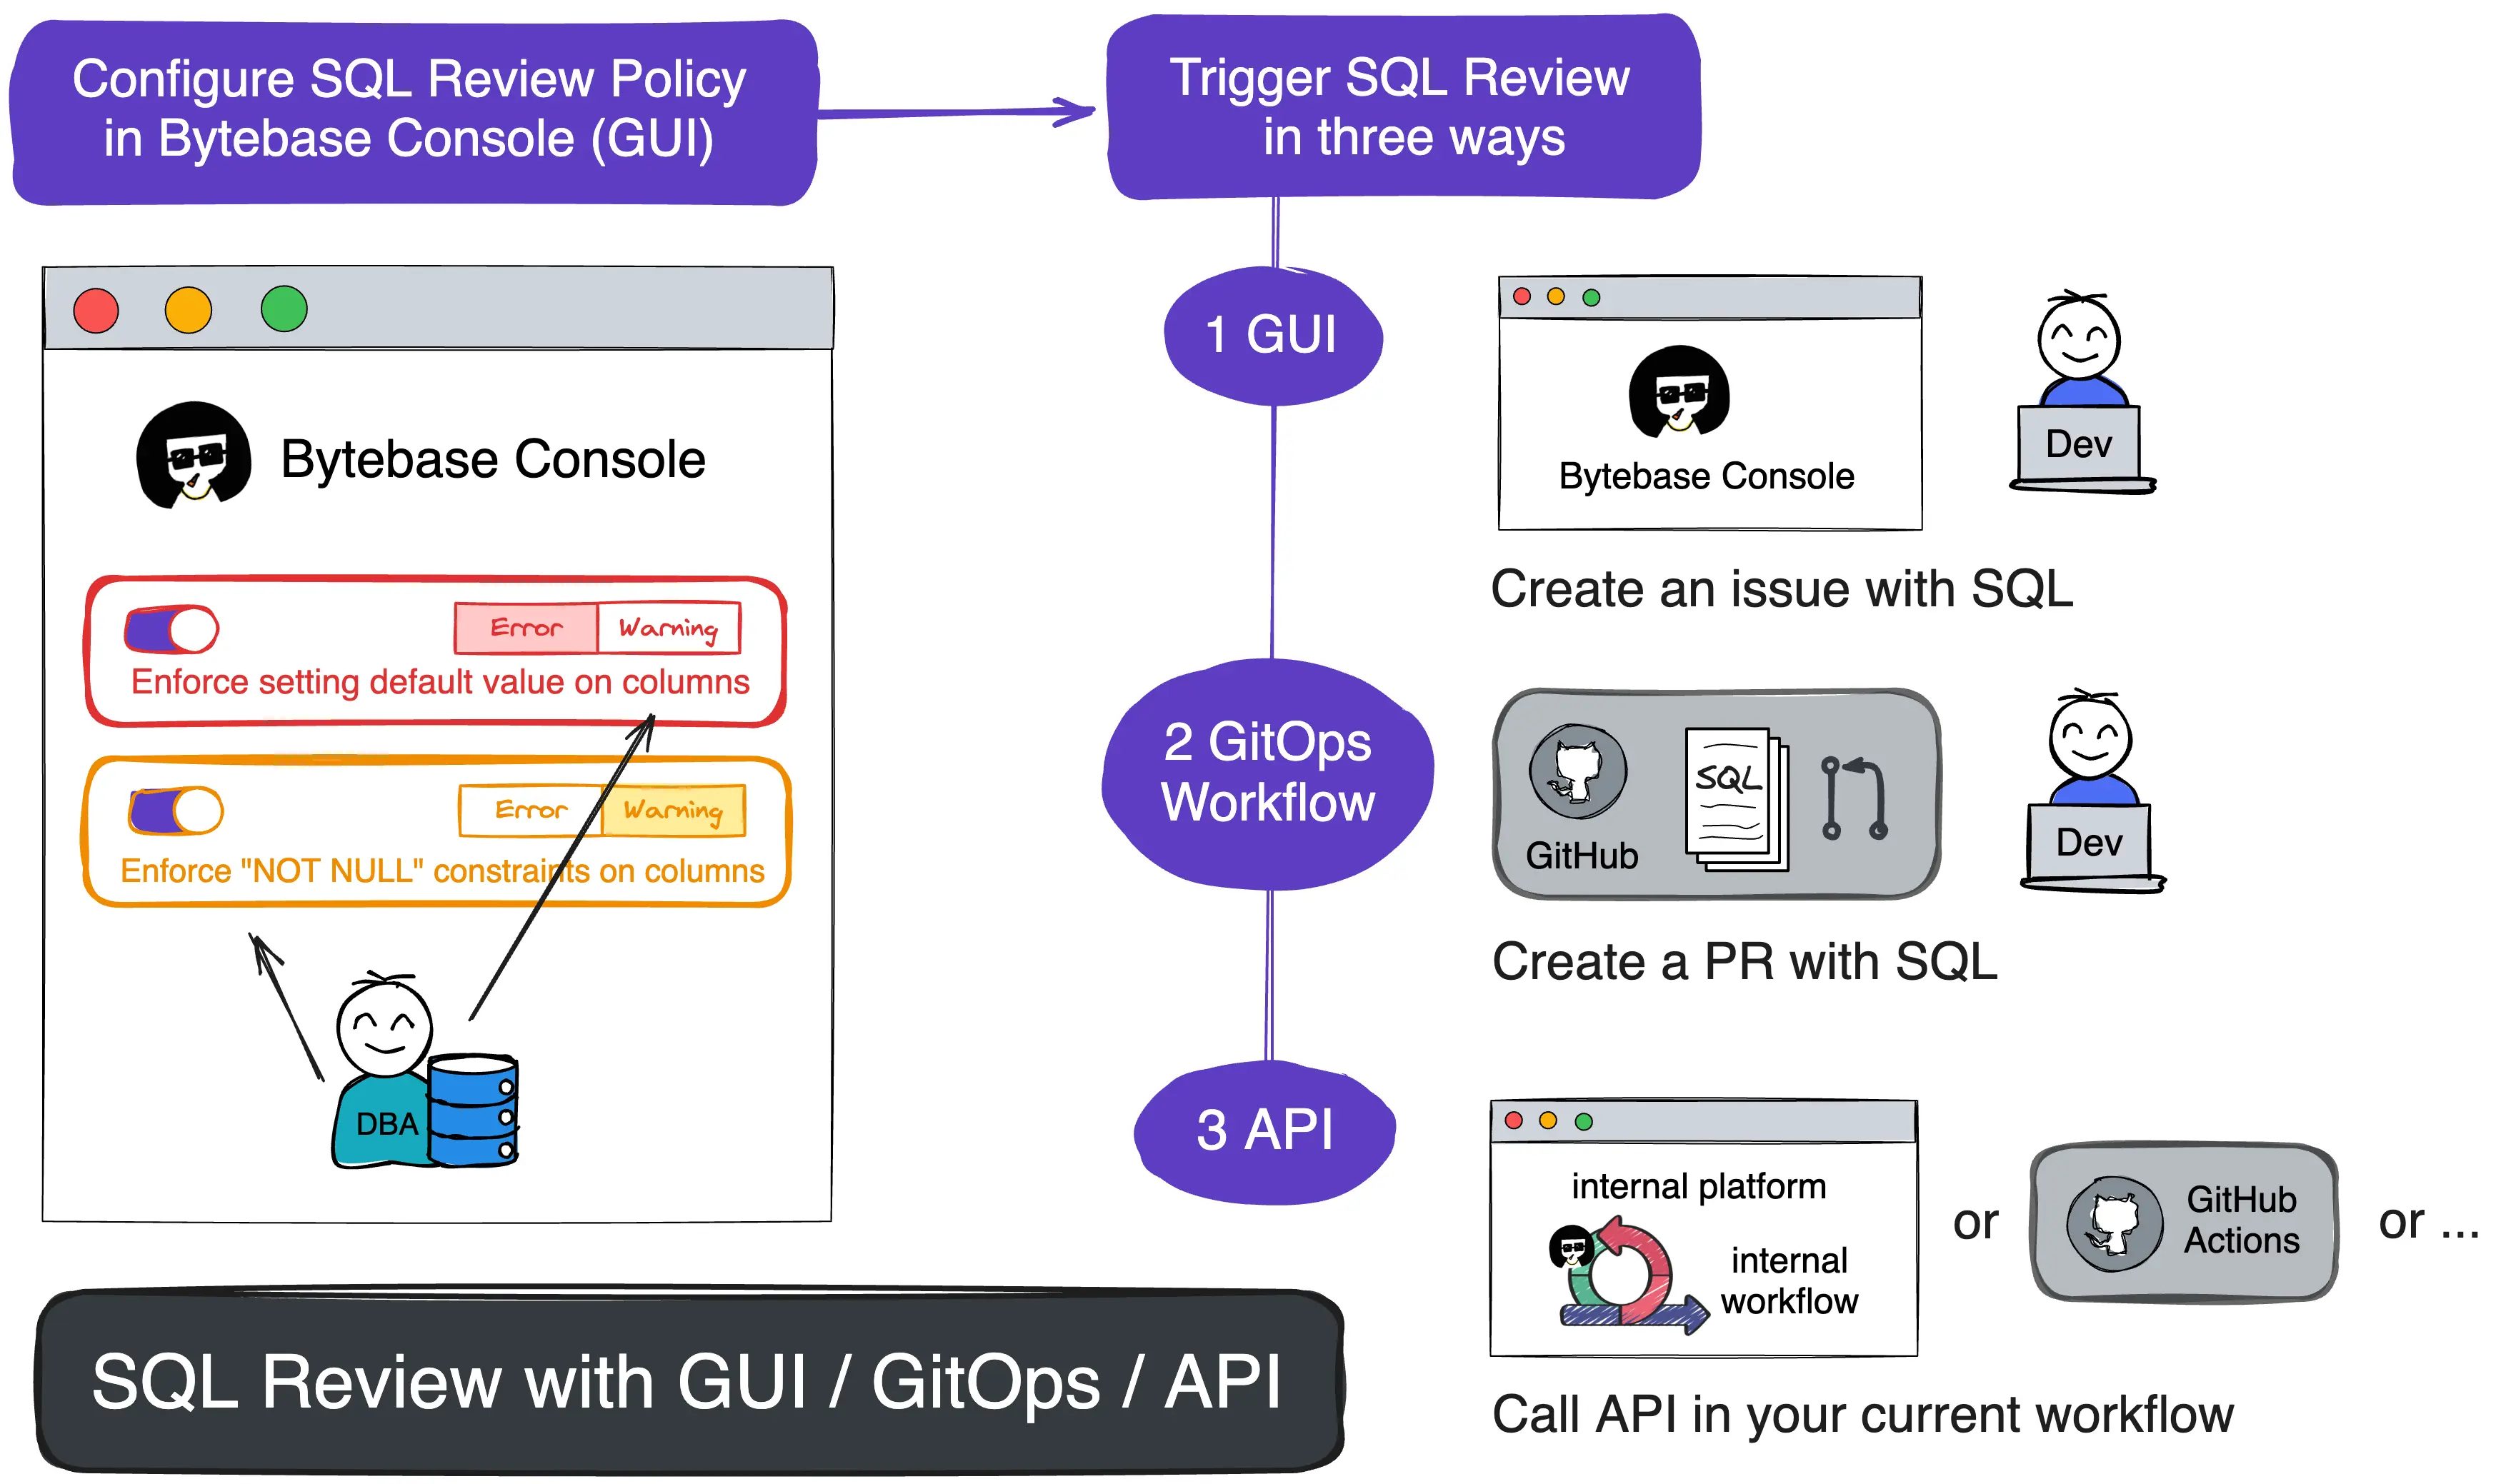 Configure SQL Review Policy
in Bytebase Console (GUI)
Trigger SQL Review
in three ways
Bytebase Console
Error
Warning
Enforce setting default value on columns
Error
Warning
Enforce "NOT NULL" constraints on columns
DBA
1 GUI
Bytebase Console
Dev
Create an issue with SQL
2 GitOps
Workflow
GitHub
SQL
Dev
Create a PR with SQL
3 API
internal platform
internal
workflow
or
GitHub
Actions
or ...
Call API in your current workflow
SQL Review with GUI / GitOps / API